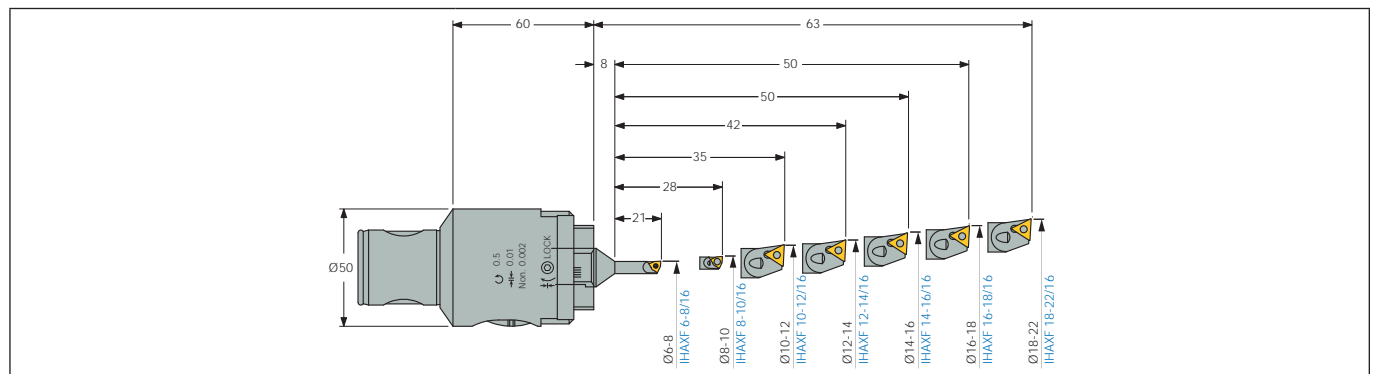 60
63
8
50
50
42
35
28
21
Ø50
0.5
0.01
Non. 0.002
LOCK
Ø6-8
IHAXF 6-8/16
Ø8-10
IHAXF 8-10/16
Ø10-12
IHAXF 10-12/16
Ø12-14
IHAXF 12-14/16
Ø14-16
IHAXF 14-16/16
Ø16-18
IHAXF 16-18/16
Ø18-22
IHAXF 18-22/16